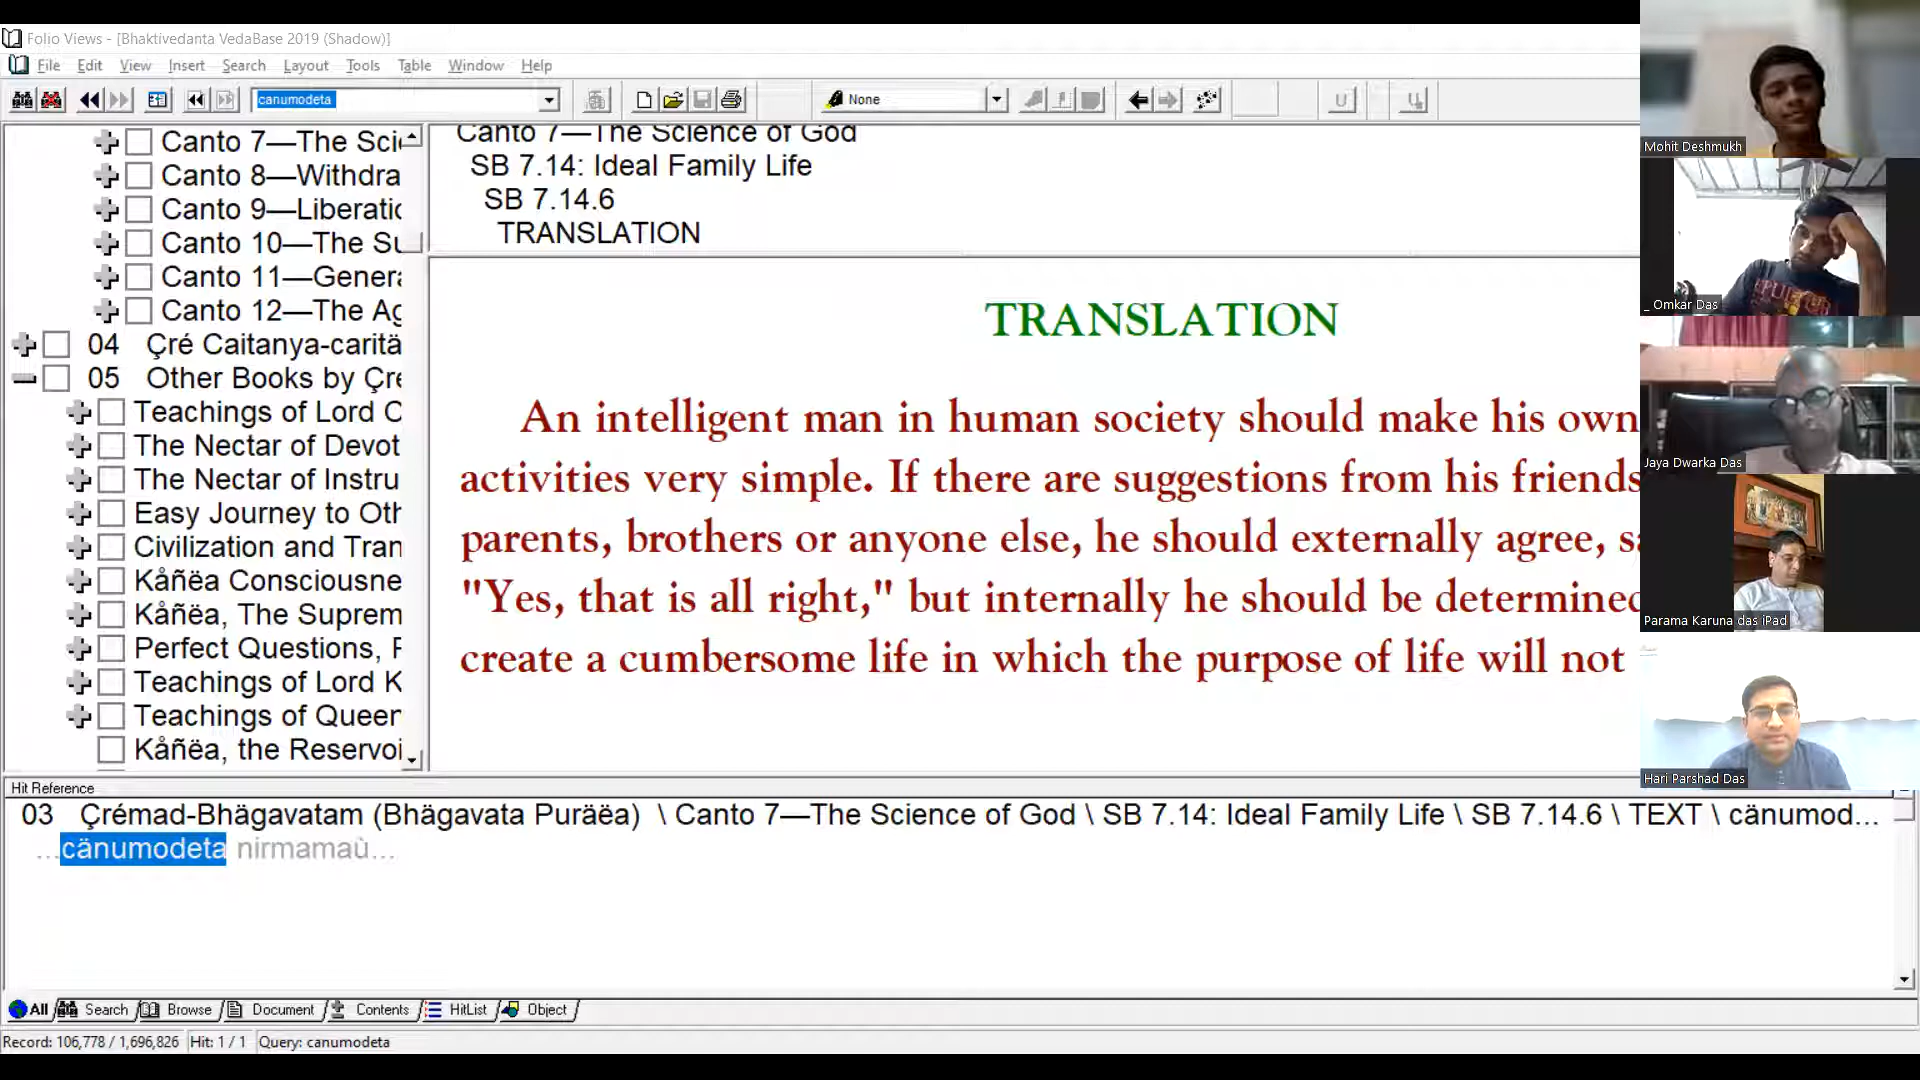 Folio Views - [Bhaktivedanta VedaBase 2019 (Shadow)]
File Edit View Insert Search Layout Tools Table Window Help
canumodeta None
Canto 7—The Sci
Canto 8—Withdra
Canto 9—Liberatio
Canto 10—The Su
Canto 11—Genera
Canto 12—The Ag
04 Çré Caitanya-caritä
05 Other Books by Çré
Teachings of Lord C
The Nectar of Devot
The Nectar of Instru
Easy Journey to Oth
Civilization and Tran
Kåñëa Consciousne
Kåñëa, The Suprem
Perfect Questions, P
Teachings of Lord K
Teachings of Queen
Kåñëa, the Reservoi
Canto 7—The Science of God
SB 7.14: Ideal Family Life
SB 7.14.6
TRANSLATION
TRANSLATION
An intelligent man in human society should make his own
activities very simple. If there are suggestions from his friends
parents, brothers or anyone else, he should externally agree, sa
"Yes, that is all right," but internally he should be determined
create a cumbersome life in which the purpose of life will not
Mohit Deshmukh
_ Omkar Das
Jaya Dwarka Das
Parama Karuna das iPad
Hari Parshad Das
Hit Reference
03 Çrémad-Bhägavatam (Bhägavata Puräëa) \ Canto 7—The Science of God \ SB 7.14: Ideal Family Life \ SB 7.14.6 \ TEXT \ cänumod...
...cänumodeta nirmamaù...
All Search Browse Document Contents HitList Object
Record: 106,778 / 1,696,826 Hit: 1 / 1 Query: canumodeta